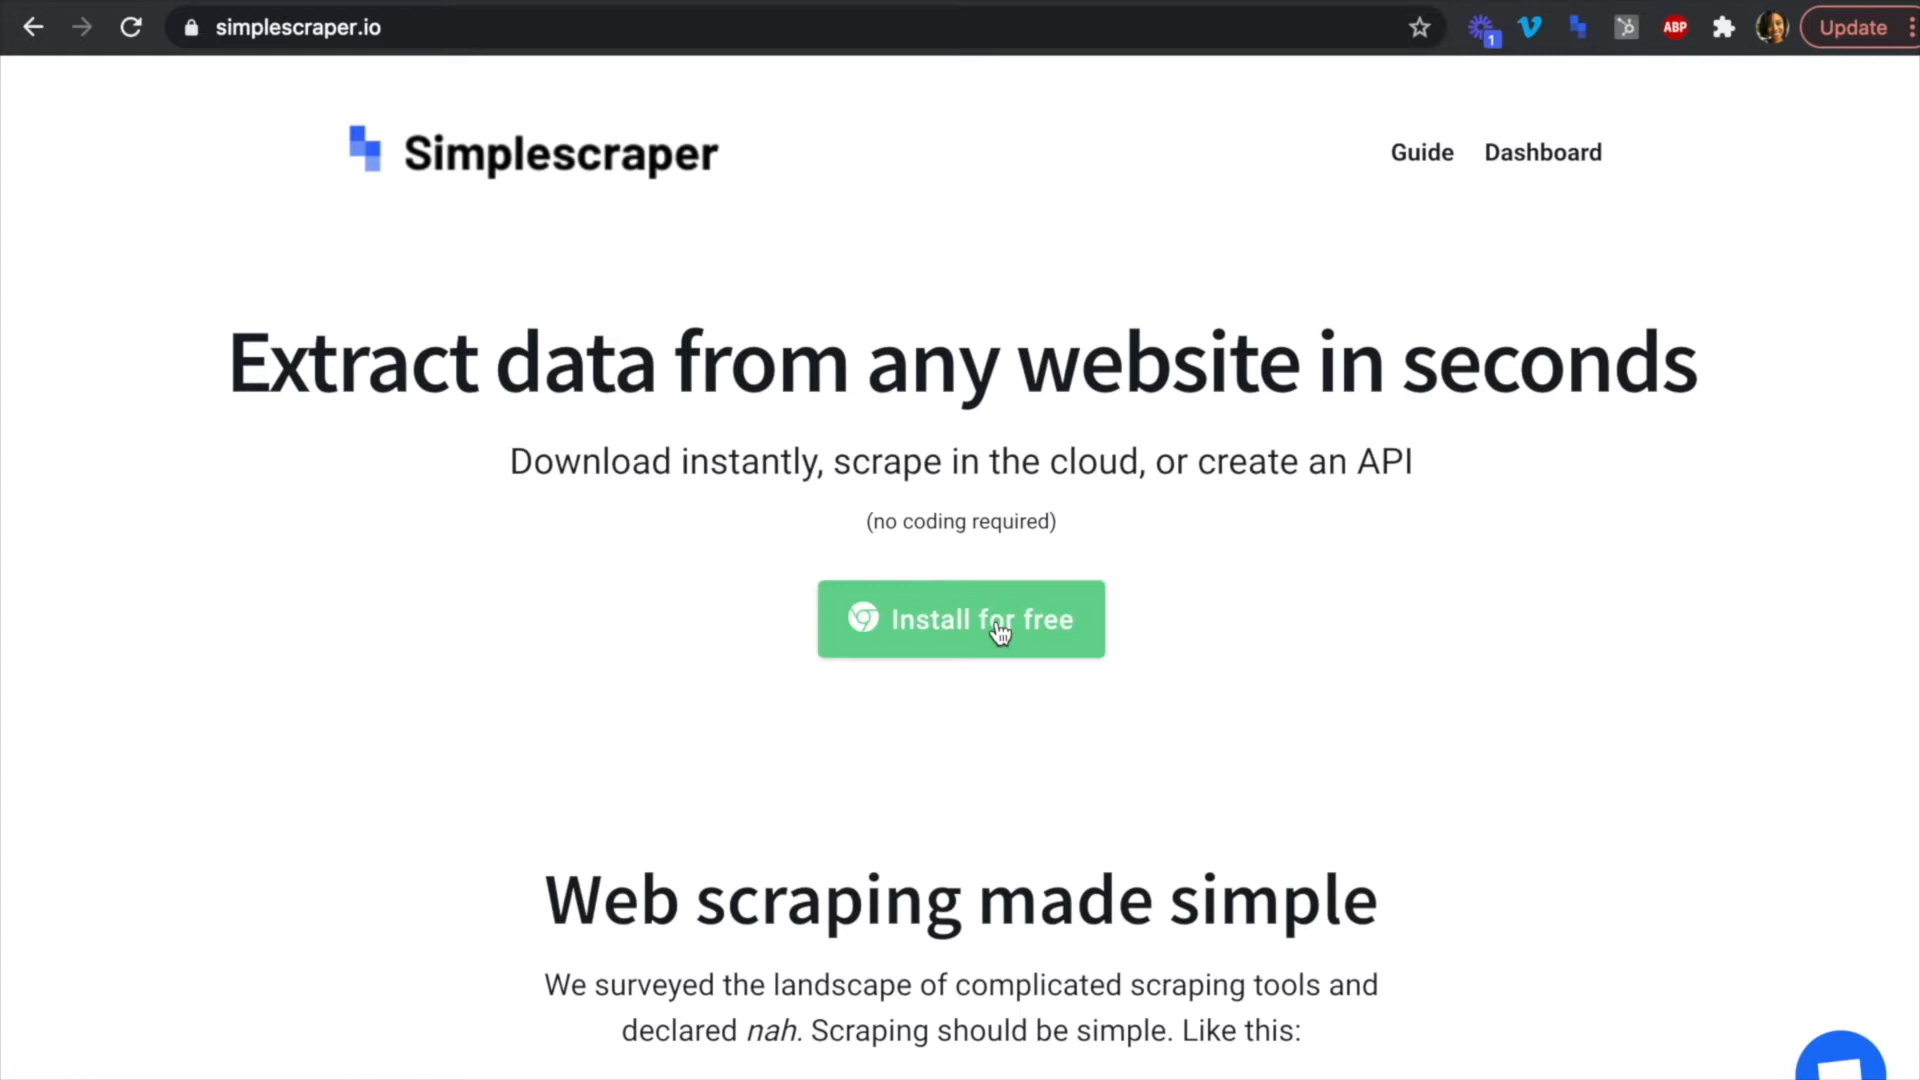 simplescraper.io
1
ABP
Update
Simplescraper
Guide
Dashboard
Extract data from any website in seconds
Download instantly, scrape in the cloud, or create an API
(no coding required)
Install for free
Web scraping made simple
We surveyed the landscape of complicated scraping tools and
declared nah. Scraping should be simple. Like this: